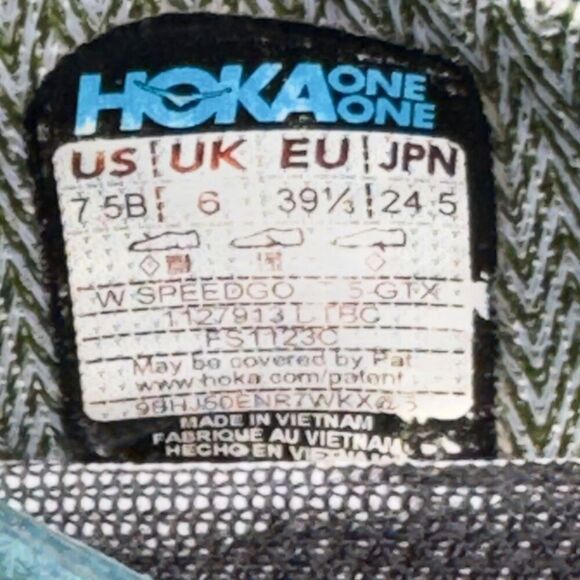 HOKA ONE ONE
US UK EU JPN
7.5B 6 39⅓ 24.5
W SPEEDGO 5 GTX
1127913
FS1123C
May be covered by Pat
www.hoka.com/patent
MADE IN VIETNAM
FABRIQUE AU VIETNAM
HECHO EN VIETNAM